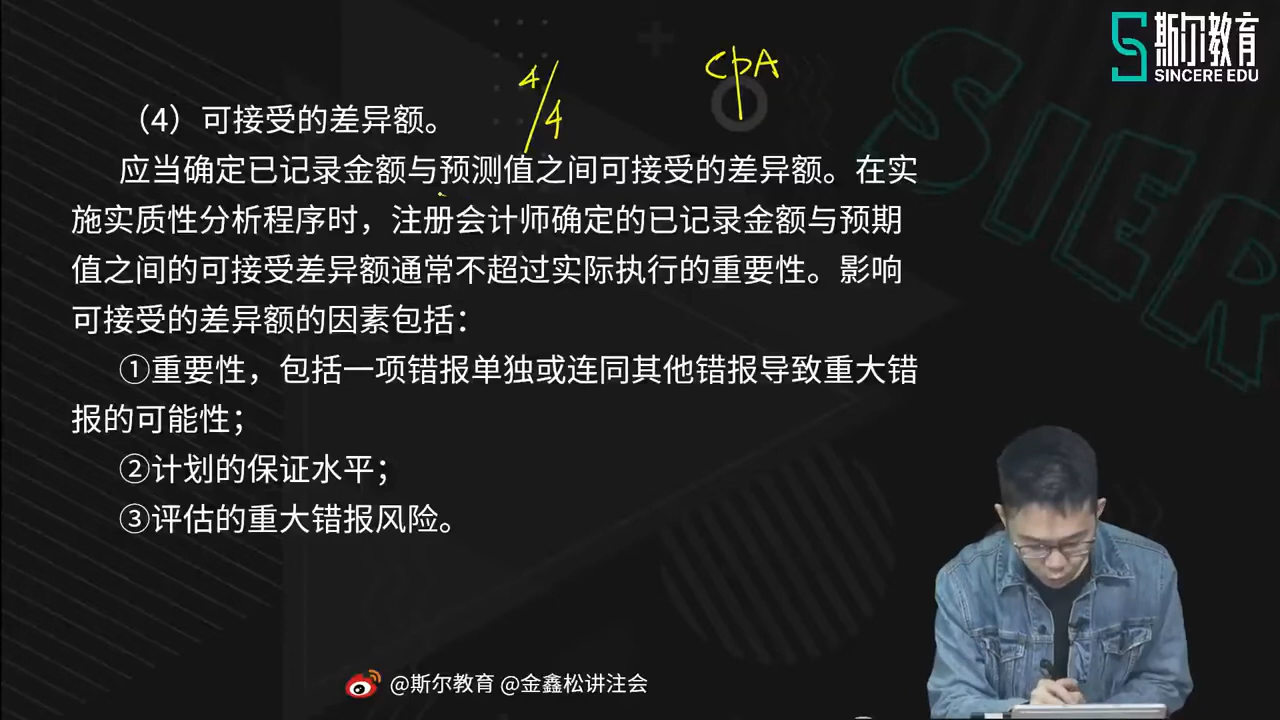 斯尔教育
SINCERE EDU
4/4
CPA
（4）可接受的差异额。
应当确定已记录金额与预测值之间可接受的差异额。在实
施实质性分析程序时，注册会计师确定的已记录金额与预期
值之间的可接受差异额通常不超过实际执行的重要性。影响
可接受的差异额的因素包括：
①重要性，包括一项错报单独或连同其他错报导致重大错
报的可能性；
②计划的保证水平；
③评估的重大错报风险。
@斯尔教育 @金鑫松讲注会
SIER